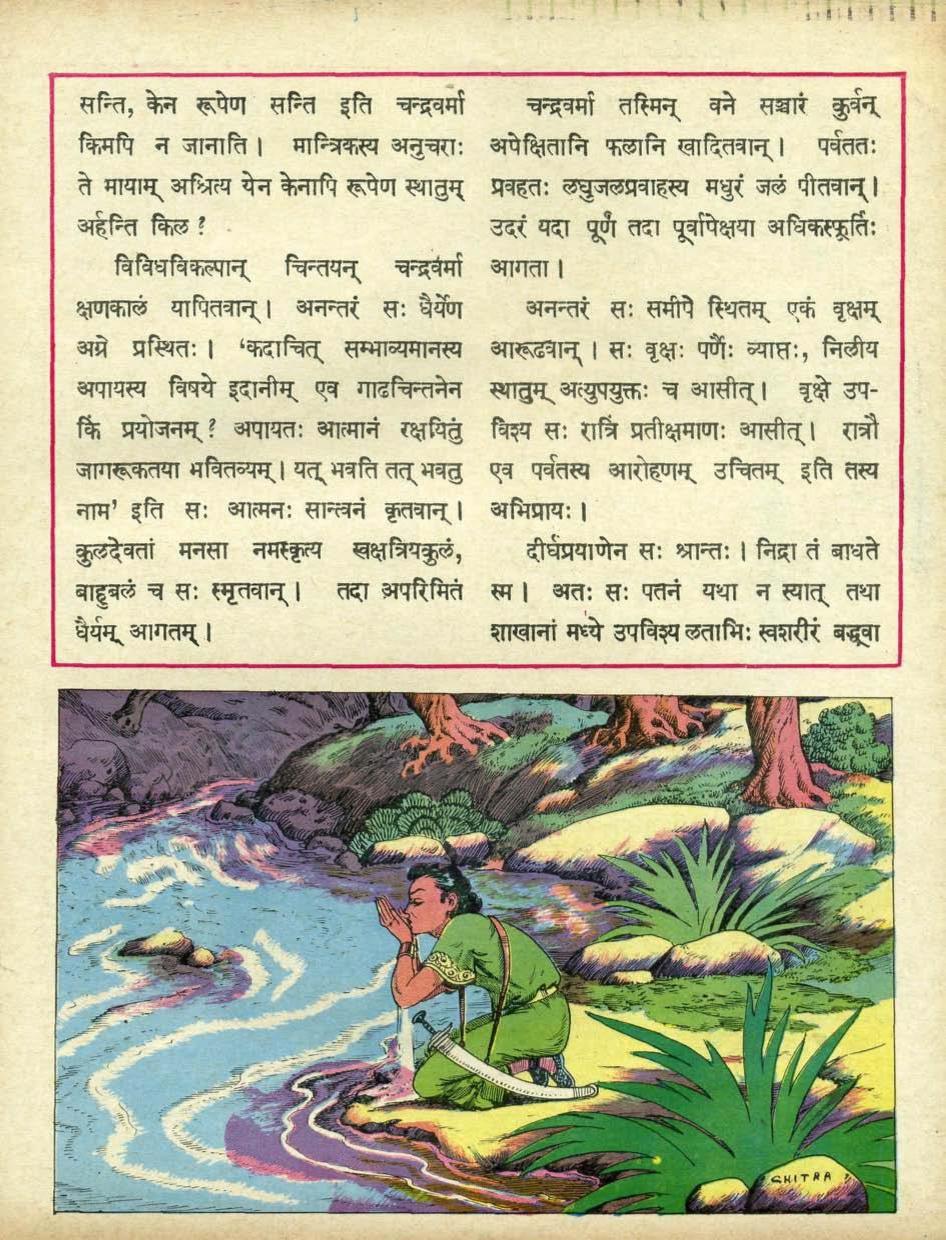 सन्ति, केन रूपेण सन्ति इति चन्द्रवर्मा
किमपि न जानाति। मान्त्रिकस्य अनुचराः
ते मायाम् अश्रित्य येन केनापि रूपेण स्थातुम्
अर्हन्ति किल ?
विविधविकल्पान् चिन्तयन् चन्द्रवर्मा
क्षणकालं यापितवान्। अनन्तरं सः धैर्येण
अग्रे प्रस्थितः। ‘कदाचित् सम्भाव्यमानस्य
अपायस्य विषये इदानीम् एव गाढचिन्तनेन
किं प्रयोजनम् ? अपायतः आत्मानं रक्षयितुं
जागरूकतया भवितव्यम्। यत् भवति तत् भवतु
नाम’ इति सः आत्मनः सान्त्वनं कृतवान्।
कुलदेवतां मनसा नमस्कृत्य स्वक्षत्रियकुलं,
बाहुबलं च सः स्मृतवान्। तदा अपरिमितं
धैर्यम् आगतम्।
चन्द्रवर्मा तस्मिन् वने सञ्चारं कुर्वन्
अपेक्षितानि फलानि खादितवान्। पर्वततः
प्रवहतः लघुजलप्रवाहस्य मधुरं जलं पीतवान्।
उदरं यदा पूर्णं तदा पूर्वापेक्षया अधिकस्फूर्तिः
आगता।
अनन्तरं सः समीपे स्थितम् एकं वृक्षम्
आरूढवान्। सः वृक्षः पर्णैः व्याप्तः, निलीय
स्थातुम् अत्युपयुक्तः च आसीत्। वृक्षे उप-
विश्य सः रात्रिं प्रतीक्षमाणः आसीत्। रात्रौ
एव पर्वतस्य आरोहणम् उचितम् इति तस्य
अभिप्रायः।
दीर्घप्रयाणेन सः श्रान्तः। निद्रा तं बाधते
स्म। अतः सः पतनं यथा न स्यात् तथा
शाखानां मध्ये उपविश्य लताभिः स्वशरीरं बद्ध्वा
CHITRA